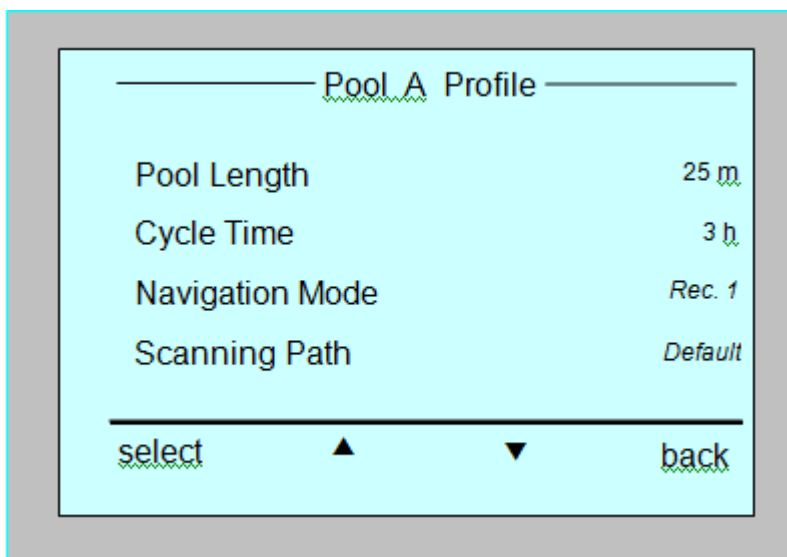 Pool A Profile
Pool Length 25 m
Cycle Time 3 h
Navigation Mode Rec. 1
Scanning Path Default
select ▲ ▼ back